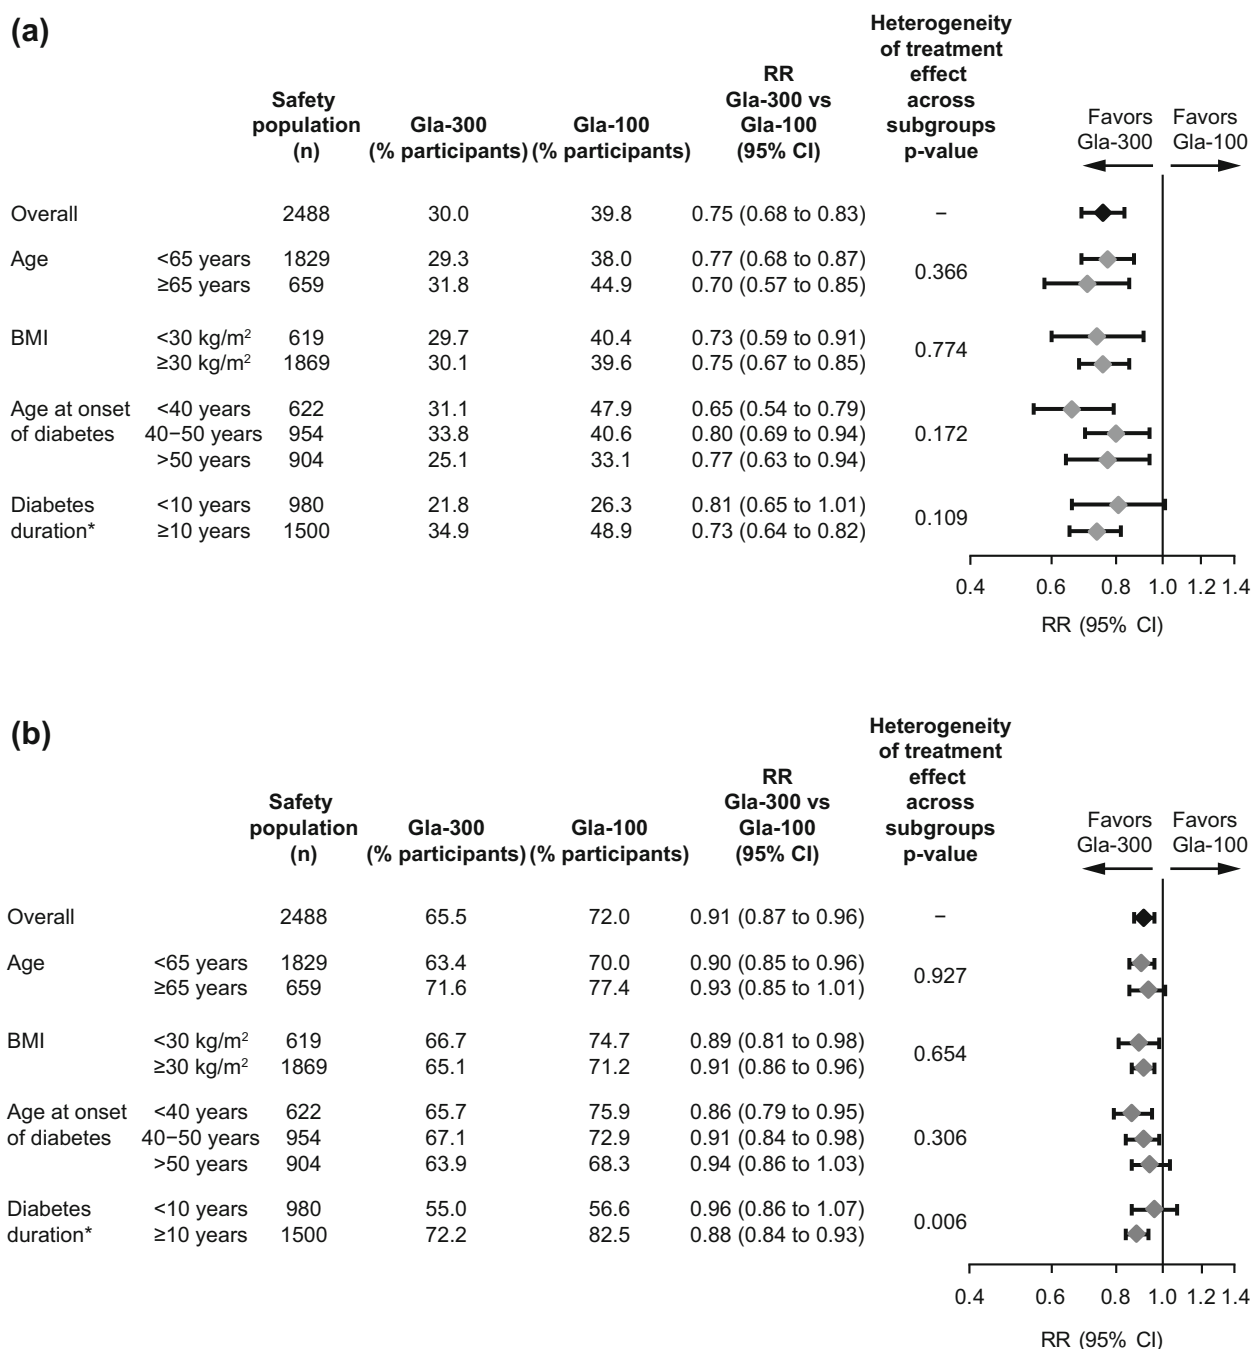 (a)
Heterogeneity
of treatment
effect
across
subgroups
p-value
RR
Gla-300 vs
Gla-100
(95% CI)
Safety
population
(n)
Gla-300
(% participants)
Gla-100
(% participants)
Favors
Gla-300
Favors
Gla-100
Overall 2488 30.0 39.8 0.75 (0.68 to 0.83) –
Age <65 years 1829 29.3 38.0 0.77 (0.68 to 0.87)
0.366
≥65 years 659 31.8 44.9 0.70 (0.57 to 0.85)
BMI <30 kg/m² 619 29.7 40.4 0.73 (0.59 to 0.91)
0.774
≥30 kg/m² 1869 30.1 39.6 0.75 (0.67 to 0.85)
Age at onset <40 years 622 31.1 47.9 0.65 (0.54 to 0.79)
of diabetes 40–50 years 954 33.8 40.6 0.80 (0.69 to 0.94) 0.172
>50 years 904 25.1 33.1 0.77 (0.63 to 0.94)
Diabetes <10 years 980 21.8 26.3 0.81 (0.65 to 1.01)
0.109
duration* ≥10 years 1500 34.9 48.9 0.73 (0.64 to 0.82)
0.4 0.6 0.8 1.0 1.2 1.4
RR (95% CI)
(b)
Heterogeneity
of treatment
effect
across
subgroups
p-value
RR
Gla-300 vs
Gla-100
(95% CI)
Safety
population
(n)
Gla-300
(% participants)
Gla-100
(% participants)
Favors
Gla-300
Favors
Gla-100
Overall 2488 65.5 72.0 0.91 (0.87 to 0.96) –
Age <65 years 1829 63.4 70.0 0.90 (0.85 to 0.96)
0.927
≥65 years 659 71.6 77.4 0.93 (0.85 to 1.01)
BMI <30 kg/m² 619 66.7 74.7 0.89 (0.81 to 0.98)
0.654
≥30 kg/m² 1869 65.1 71.2 0.91 (0.86 to 0.96)
Age at onset <40 years 622 65.7 75.9 0.86 (0.79 to 0.95)
of diabetes 40–50 years 954 67.1 72.9 0.91 (0.84 to 0.98) 0.306
>50 years 904 63.9 68.3 0.94 (0.86 to 1.03)
Diabetes <10 years 980 55.0 56.6 0.96 (0.86 to 1.07)
0.006
duration* ≥10 years 1500 72.2 82.5 0.88 (0.84 to 0.93)
0.4 0.6 0.8 1.0 1.2 1.4
RR (95% CI)